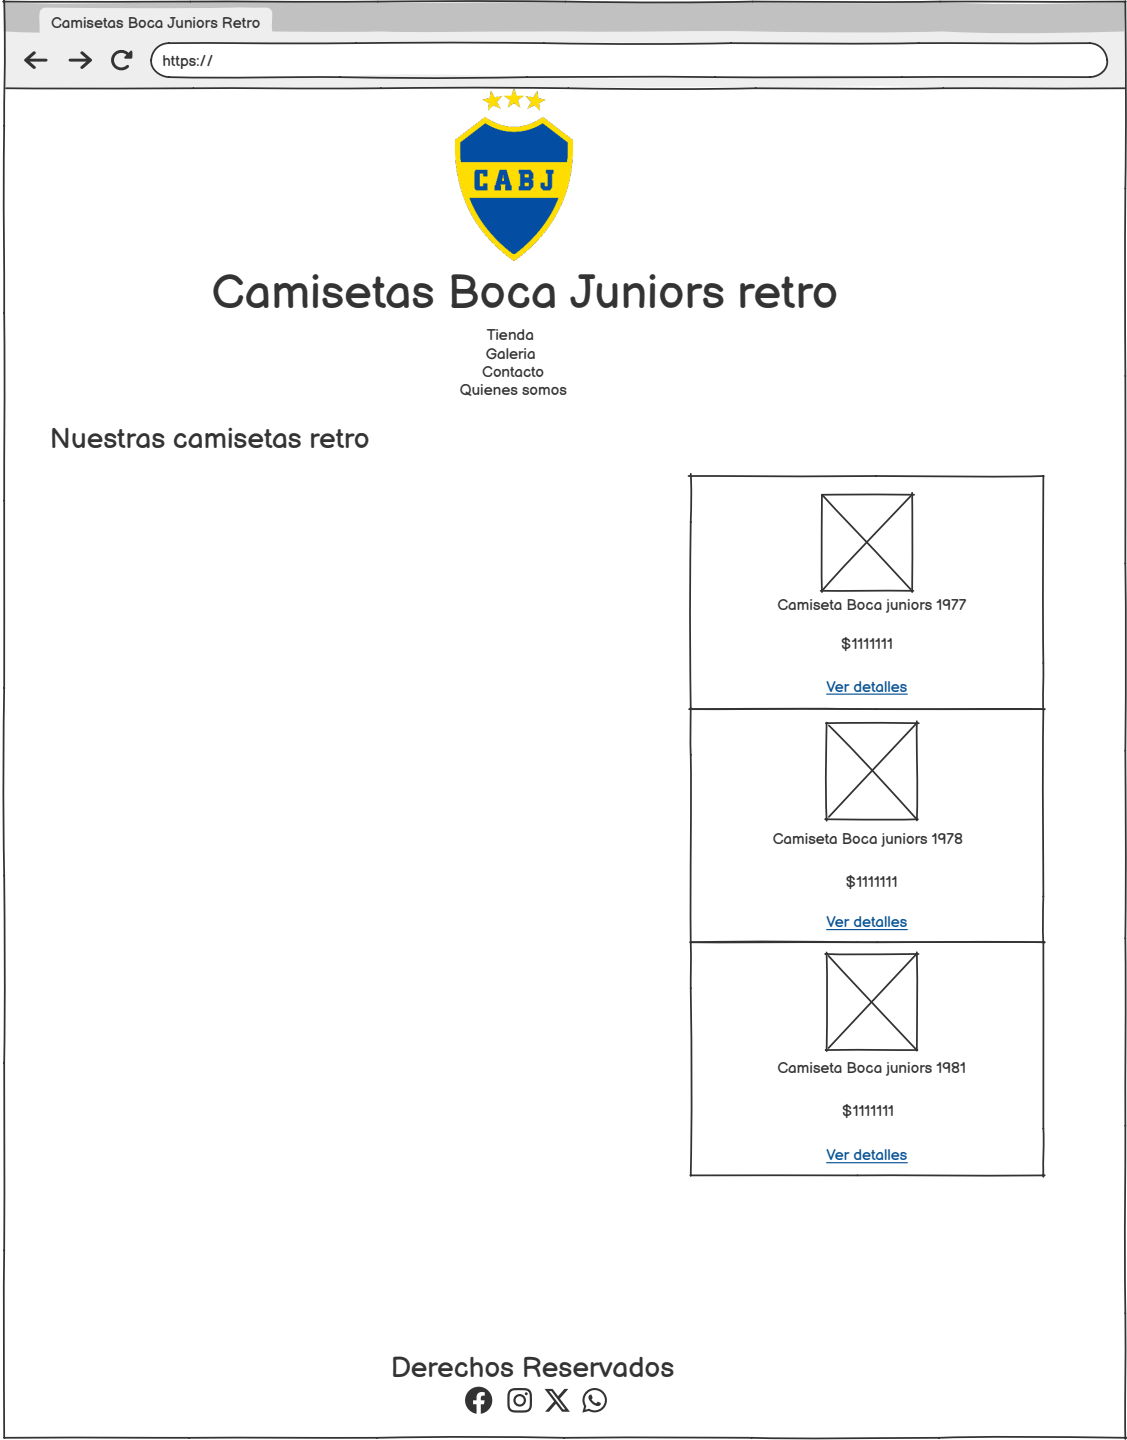 Camisetas Boca Juniors Retro
https://
CABJ
Camisetas Boca Juniors retro
Tienda
Galeria
Contacto
Quienes somos
Nuestras camisetas retro
Camiseta Boca juniors 1977
$1111111
Ver detalles
Camiseta Boca juniors 1978
$1111111
Ver detalles
Camiseta Boca juniors 1981
$1111111
Ver detalles
Derechos Reservados